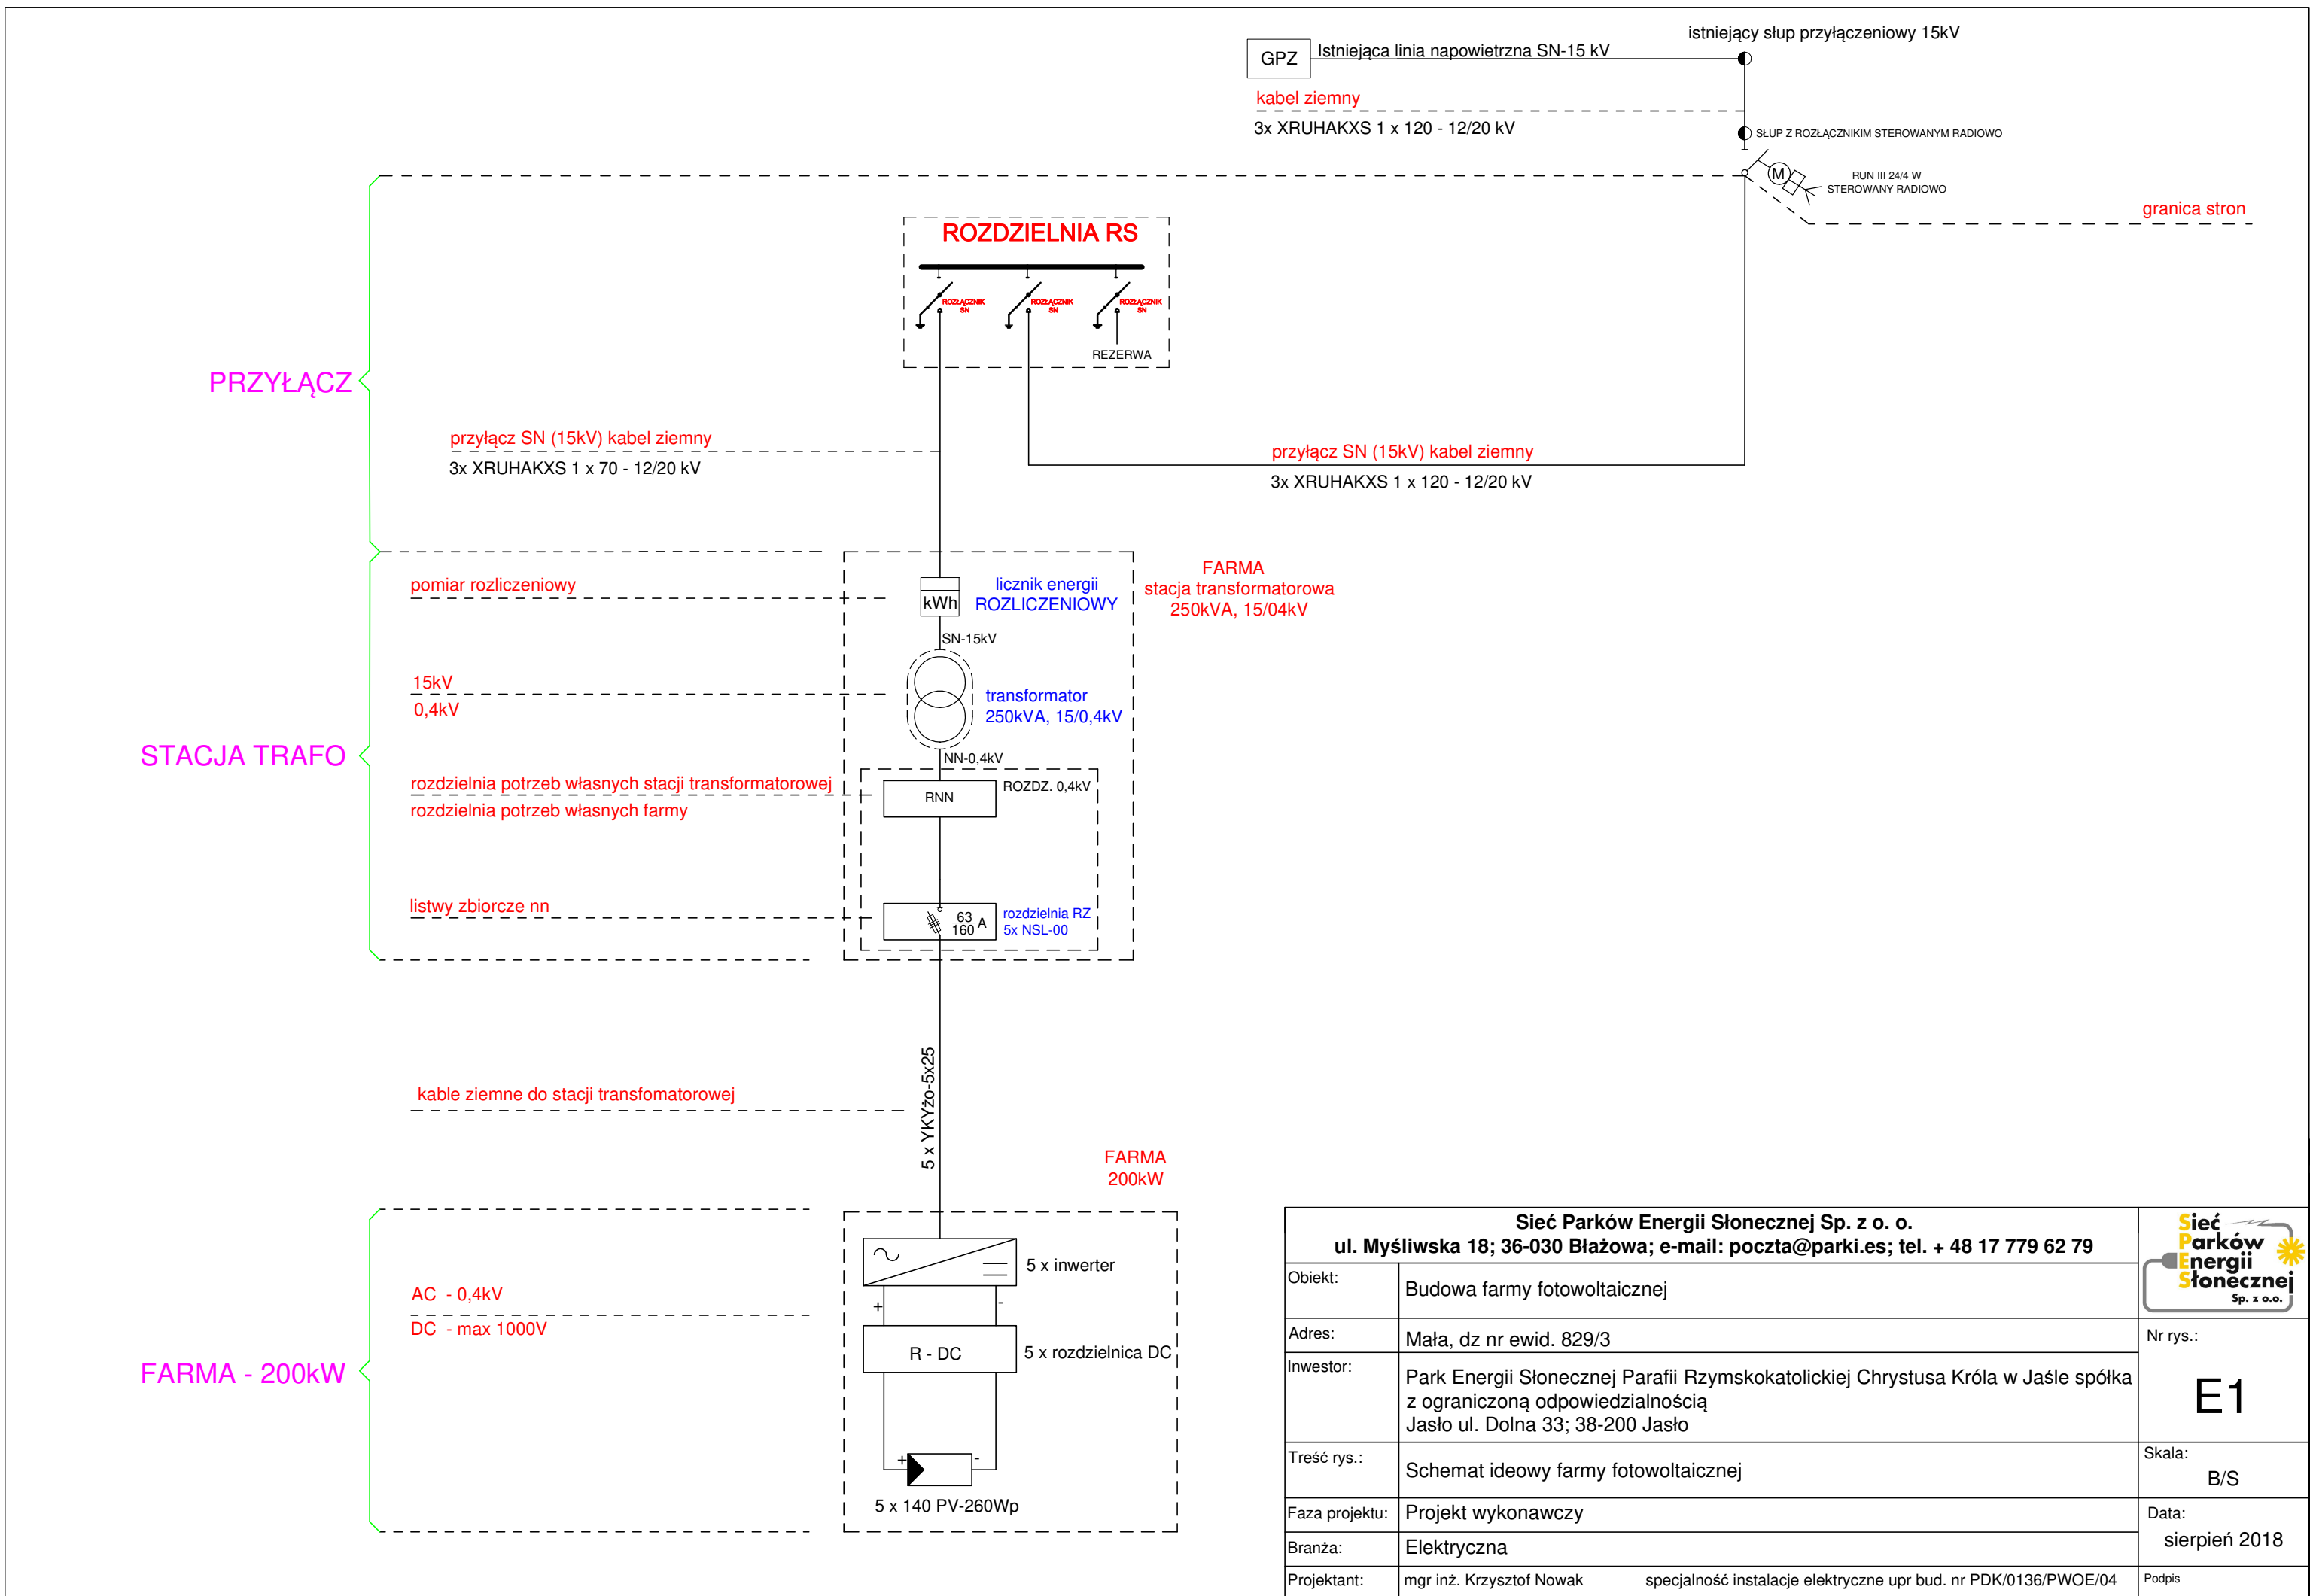 istniejący słup przyłączeniowy 15kV
GPZ
Istniejąca linia napowietrzna SN-15 kV
kabel ziemny
3x XRUHAKXS 1 x 120 - 12/20 kV
SŁUP Z ROZŁĄCZNIKIM STEROWANYM RADIOWO
M
RUN III 24/4 W
STEROWANY RADIOWO
granica stron
ROZDZIELNIA RS
ROZŁĄCZNIK
SN
ROZŁĄCZNIK
SN
ROZŁĄCZNIK
SN
REZERWA
PRZYŁĄCZ
przyłącz SN (15kV) kabel ziemny
3x XRUHAKXS 1 x 70 - 12/20 kV
przyłącz SN (15kV) kabel ziemny
3x XRUHAKXS 1 x 120 - 12/20 kV
pomiar rozliczeniowy
kWh
licznik energii
ROZLICZENIOWY
FARMA
stacja transformatorowa
250kVA, 15/04kV
SN-15kV
15kV
0,4kV
transformator
250kVA, 15/0,4kV
STACJA TRAFO
NN-0,4kV
rozdzielnia potrzeb własnych stacji transformatorowej
rozdzielnia potrzeb własnych farmy
RNN
ROZDZ. 0,4kV
listwy zbiorcze nn
63
160
A
rozdzielnia RZ
5x NSL-00
kable ziemne do stacji transfomatorowej
5 x YKYżo-5x25
FARMA
200kW
5 x inwerter
AC - 0,4kV
DC - max 1000V
+
-
R - DC
5 x rozdzielnica DC
FARMA - 200kW
+
-
5 x 140 PV-260Wp
Sieć Parków Energii Słonecznej Sp. z o. o.
ul. Myśliwska 18; 36-030 Błażowa; e-mail: poczta@parki.es; tel. + 48 17 779 62 79
Sieć
Parków
Energii
Słonecznej
Sp. z o.o.
Obiekt:
Budowa farmy fotowoltaicznej
Adres:
Mała, dz nr ewid. 829/3
Nr rys.:
E1
Inwestor:
Park Energii Słonecznej Parafii Rzymskokatolickiej Chrystusa Króla w Jaśle spółka
z ograniczoną odpowiedzialnością
Jasło ul. Dolna 33; 38-200 Jasło
Treść rys.:
Schemat ideowy farmy fotowoltaicznej
Skala:
B/S
Faza projektu:
Projekt wykonawczy
Data:
sierpień 2018
Branża:
Elektryczna
Projektant:
mgr inż. Krzysztof Nowak
specjalność instalacje elektryczne upr bud. nr PDK/0136/PWOE/04
Podpis